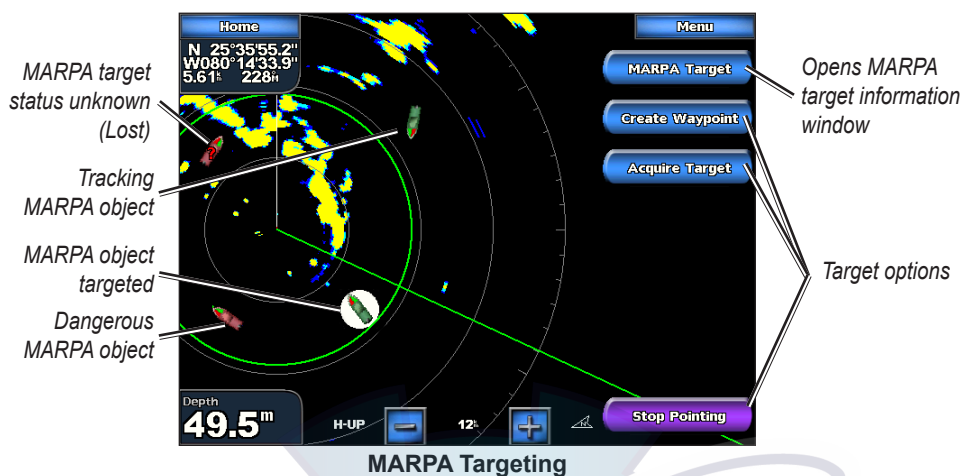 Home
Menu
N 25°35'55.2"
W080°14'33.9"
5.61 228
MARPA Target
Create Waypoint
Acquire Target
MARPA target
status unknown
(Lost)
Tracking
MARPA object
MARPA object
targeted
Dangerous
MARPA object
Opens MARPA
target information
window
Target options
Depth
49.5m
H-UP
12
Stop Pointing
MARPA Targeting